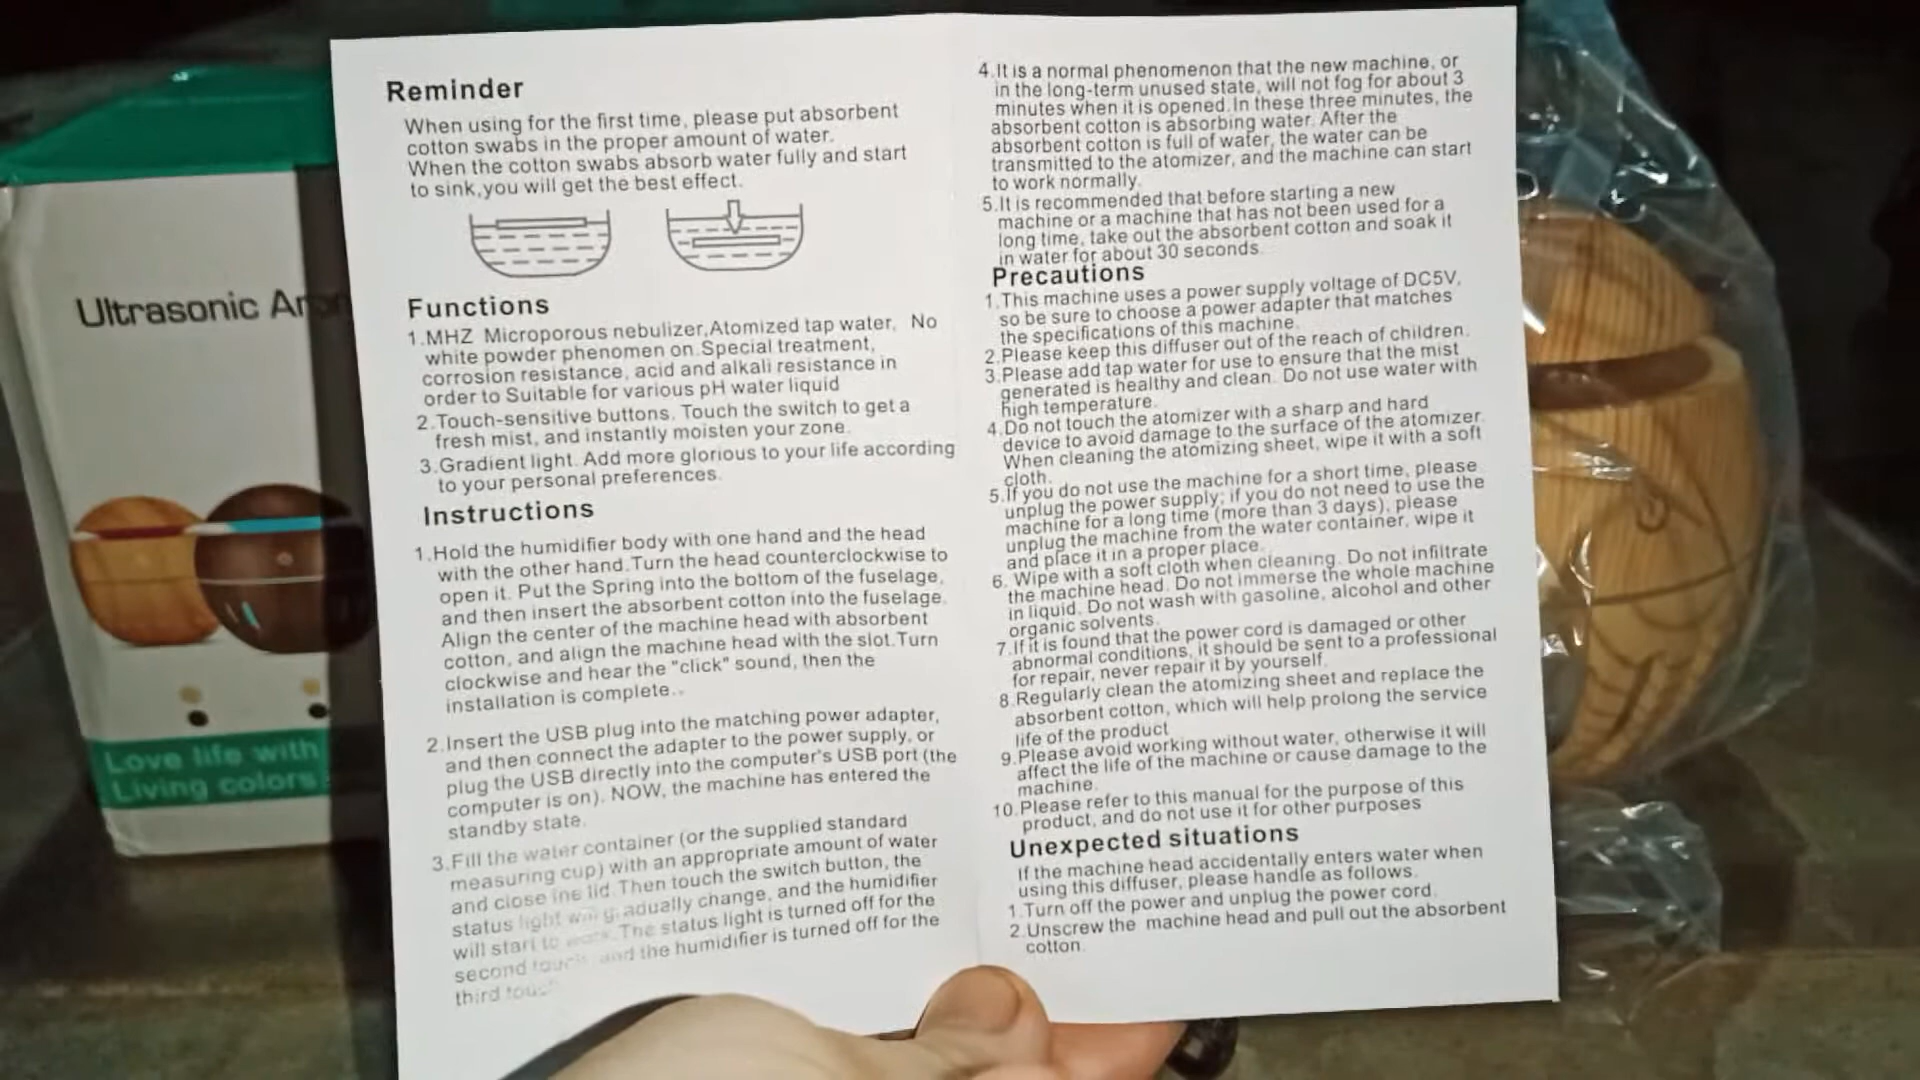 Ultrasonic
Love life with
Living colors
Reminder
When using for the first time, please put absorbent
cotton swabs in the proper amount of water.
When the cotton swabs absorb water fully and start
to sink,you will get the best effect.
Functions
1.MHZ Microporous nebulizer,Atomized tap water, No
white powder phenomen on.Special treatment,
corrosion resistance, acid and alkali resistance in
order to Suitable for various pH water liquid
2.Touch-sensitive buttons. Touch the switch to get a
fresh mist, and instantly moisten your zone.
3.Gradient light. Add more glorious to your life according
to your personal preferences.
Instructions
1.Hold the humidifier body with one hand and the head
with the other hand.Turn the head counterclockwise to
open it. Put the Spring into the bottom of the fuselage,
and then insert the absorbent cotton into the fuselage.
Align the center of the machine head with absorbent
cotton, and align the machine head with the slot.Turn
clockwise and hear the "click" sound, then the
installation is complete..
2.Insert the USB plug into the matching power adapter,
and then connect the adapter to the power supply, or
plug the USB directly into the computer's USB port (the
computer is on). NOW, the machine has entered the
standby state.
3.Fill the water container (or the supplied standard
measuring cup) with an appropriate amount of water
and close the lid.Then touch the switch button, the
status light will gradually change, and the humidifier
will start to work.The status light is turned off for the
second touch, and the humidifier is turned off for the
third
4.It is a normal phenomenon that the new machine, or
in the long-term unused state, will not fog for about 3
minutes when it is opened.In these three minutes, the
absorbent cotton is absorbing water. After the
absorbent cotton is full of water, the water can be
transmitted to the atomizer, and the machine can start
to work normally.
5.It is recommended that before starting a new
machine or a machine that has not been used for a
long time, take out the absorbent cotton and soak it
in water for about 30 seconds.
Precautions
1.This machine uses a power supply voltage of DC5V,
so be sure to choose a power adapter that matches
the specifications of this machine.
2.Please keep this diffuser out of the reach of children.
3.Please add tap water for use to ensure that the mist
generated is healthy and clean. Do not use water with
high temperature.
4.Do not touch the atomizer with a sharp and hard
device to avoid damage to the surface of the atomizer.
When cleaning the atomizing sheet, wipe it with a soft
cloth.
5.If you do not use the machine for a short time, please
unplug the power supply; if you do not need to use the
machine for a long time (more than 3 days), please
unplug the machine from the water container, wipe it
and place it in a proper place.
6. Wipe with a soft cloth when cleaning. Do not infiltrate
the machine head. Do not immerse the whole machine
in liquid. Do not wash with gasoline, alcohol and other
organic solvents.
7.If it is found that the power cord is damaged or other
abnormal conditions, it should be sent to a professional
for repair, never repair it by yourself.
8.Regularly clean the atomizing sheet and replace the
absorbent cotton, which will help prolong the service
life of the product
9.Please avoid working without water, otherwise it will
affect the life of the machine or cause damage to the
machine.
10.Please refer to this manual for the purpose of this
product, and do not use it for other purposes
Unexpected situations
If the machine head accidentally enters water when
using this diffuser, please handle as follows.
1.Turn off the power and unplug the power cord.
2.Unscrew the machine head and pull out the absorbent
cotton.